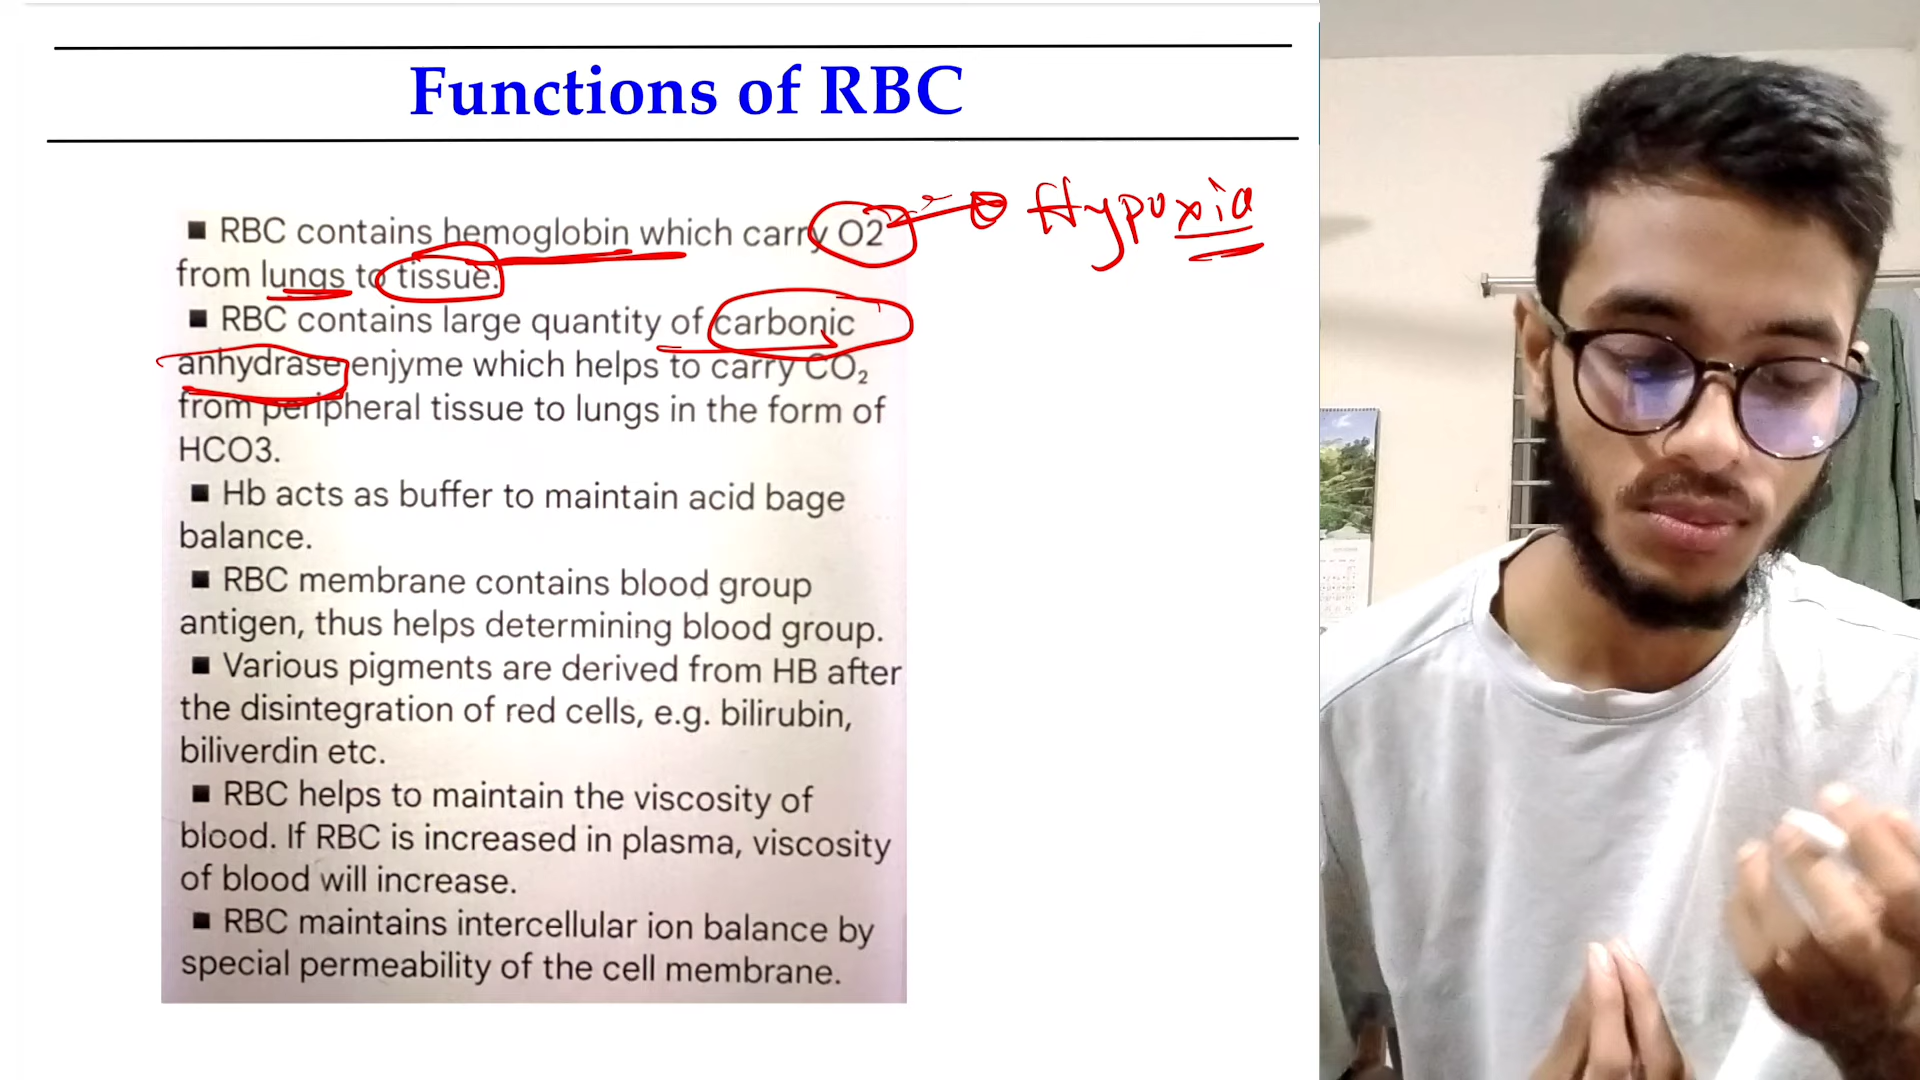 Functions of RBC
■ RBC contains hemoglobin which carry O2
Hypoxia
from lungs to tissue.
■ RBC contains large quantity of carbonic
anhydrase enjyme which helps to carry CO₂
from peripheral tissue to lungs in the form of
HCO3.
■ Hb acts as buffer to maintain acid bage
balance.
■ RBC membrane contains blood group
antigen, thus helps determining blood group.
■ Various pigments are derived from HB after
the disintegration of red cells, e.g. bilirubin,
biliverdin etc.
■ RBC helps to maintain the viscosity of
blood. If RBC is increased in plasma, viscosity
of blood will increase.
■ RBC maintains intercellular ion balance by
special permeability of the cell membrane.